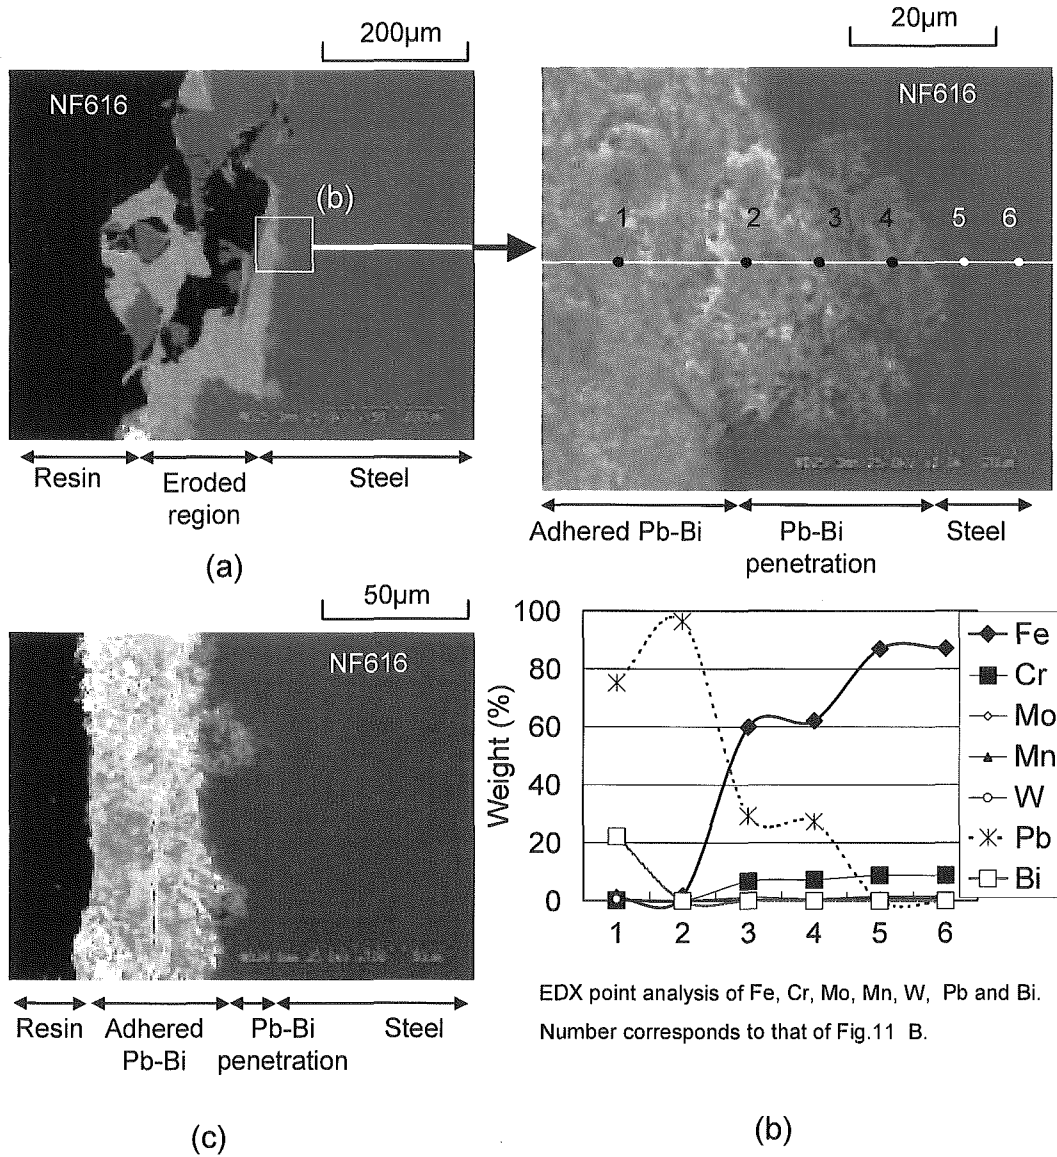 200μm
20μm
NF616
(b)
NF616
1
2
3
4
5
6
Resin
Eroded
region
Steel
(a)
Adhered Pb-Bi
Pb-Bi
penetration
Steel
50μm
NF616
Resin
Adhered
Pb-Bi
Pb-Bi
penetration
Steel
(c)
Weight (%)
100
80
60
40
20
0
1 2 3 4 5 6
Fe
Cr
Mo
Mn
W
Pb
Bi
EDX point analysis of Fe, Cr, Mo, Mn, W, Pb and Bi.
Number corresponds to that of Fig.11 B.
(b)